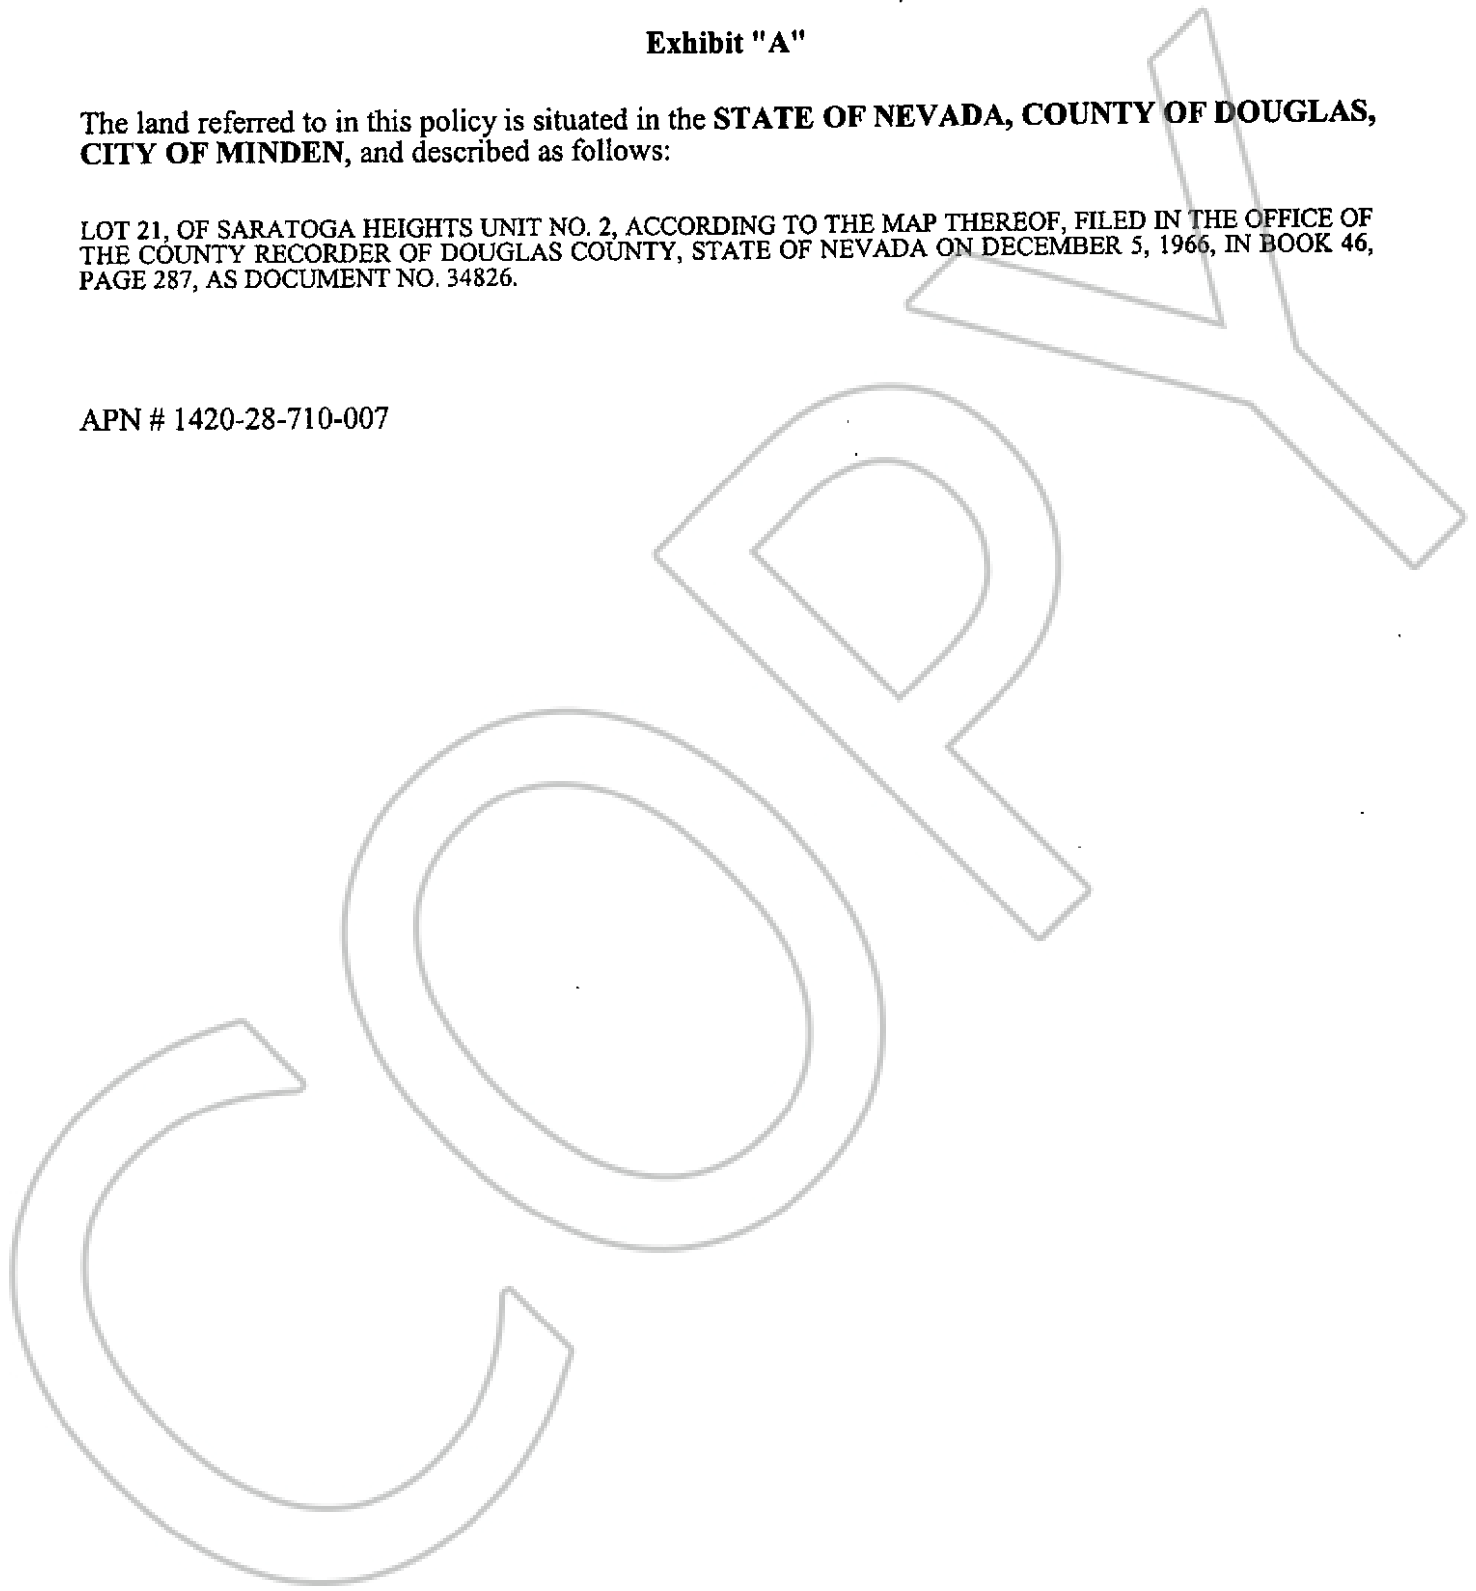 Exhibit "A"
The land referred to in this policy is situated in the STATE OF NEVADA, COUNTY OF DOUGLAS,
CITY OF MINDEN, and described as follows:
LOT 21, OF SARATOGA HEIGHTS UNIT NO. 2, ACCORDING TO THE MAP THEREOF, FILED IN THE OFFICE OF
THE COUNTY RECORDER OF DOUGLAS COUNTY, STATE OF NEVADA ON DECEMBER 5, 1966, IN BOOK 46,
PAGE 287, AS DOCUMENT NO. 34826.
APN # 1420-28-710-007
COPY